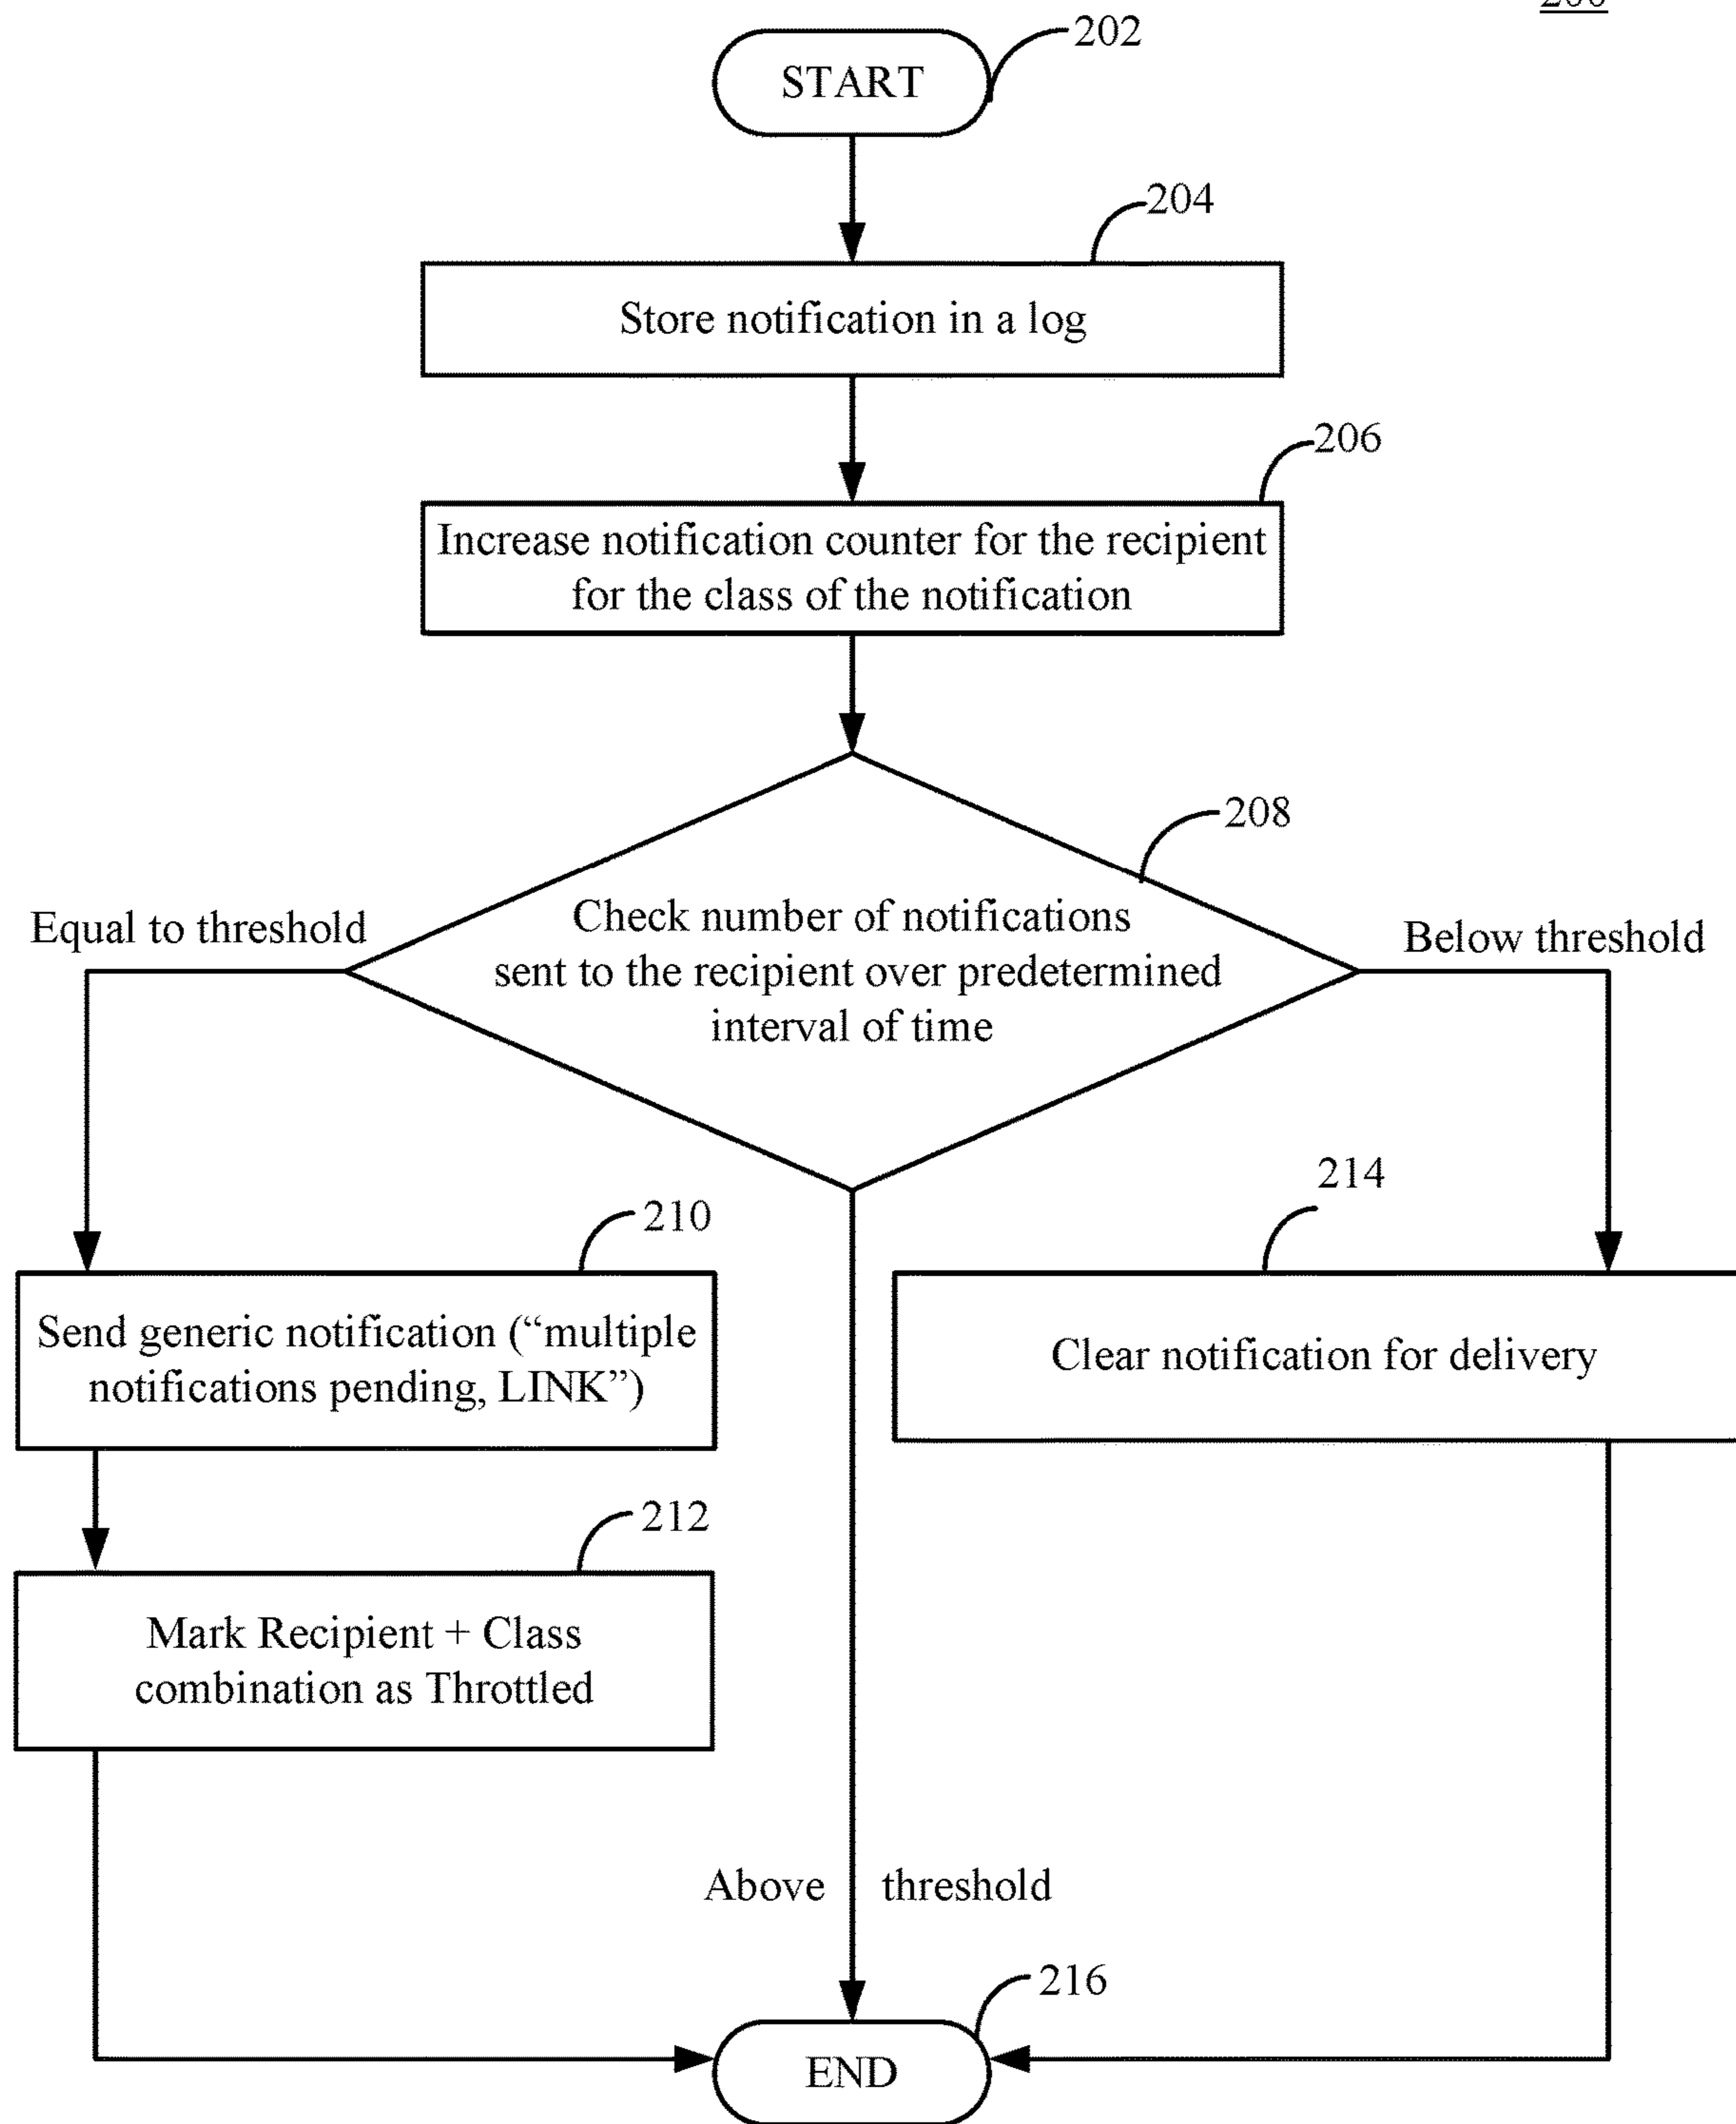 202
START
204
Store notification in a log
206
Increase notification counter for the recipient
for the class of the notification
208
Equal to threshold
Check number of notifications
sent to the recipient over predetermined
interval of time
Below threshold
214
210
Send generic notification (“multiple
notifications pending, LINK”)
Clear notification for delivery
212
Mark Recipient + Class
combination as Throttled
Above threshold
216
END